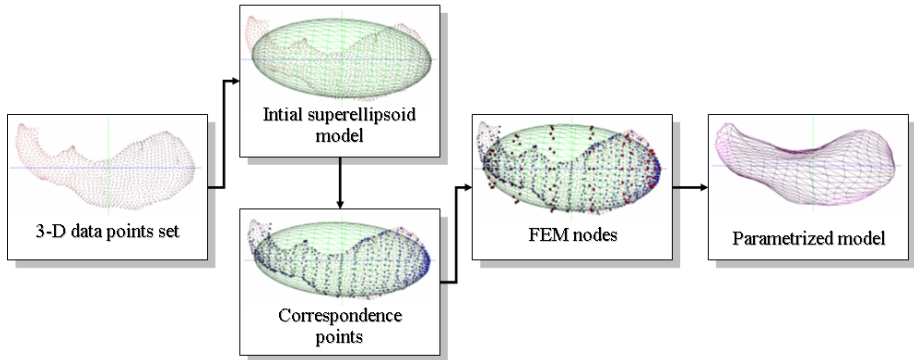 3-D data points set
Intial superellipsoid
model
Correspondence
points
FEM nodes
Parametrized model